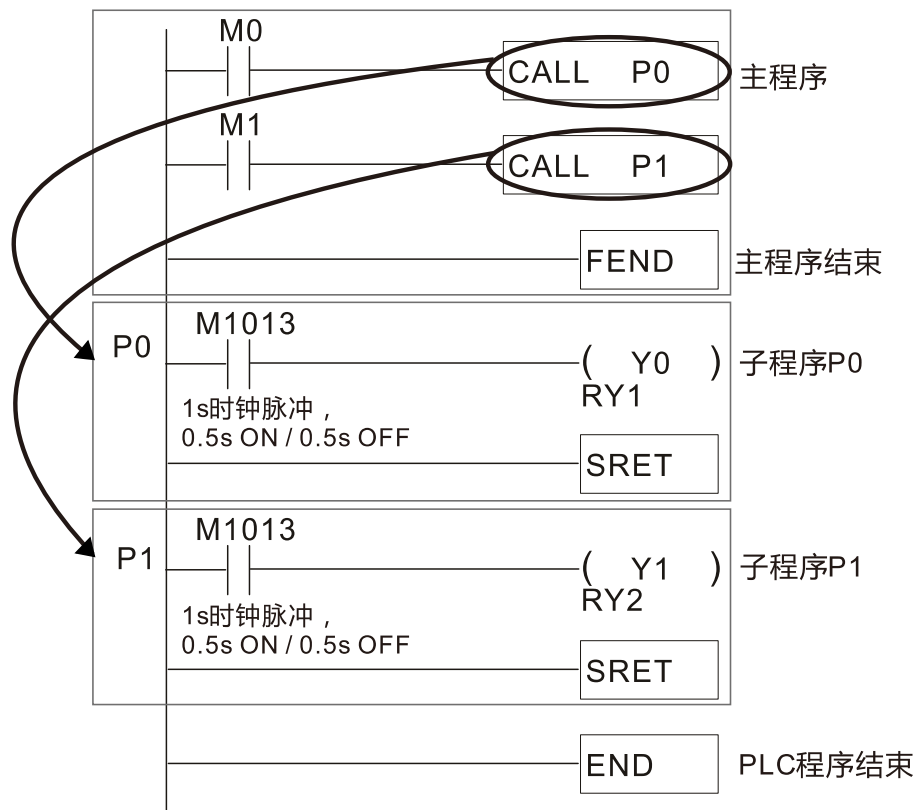 M0
CALL P0 主程序
M1
CALL P1
FEND 主程序结束
M1013
P0 ( Y0 ) 子程序P0
RY1
1s时钟脉冲，
0.5s ON / 0.5s OFF
SRET
M1013
P1 ( Y1 ) 子程序P1
RY2
1s时钟脉冲，
0.5s ON / 0.5s OFF
SRET
END PLC程序结束